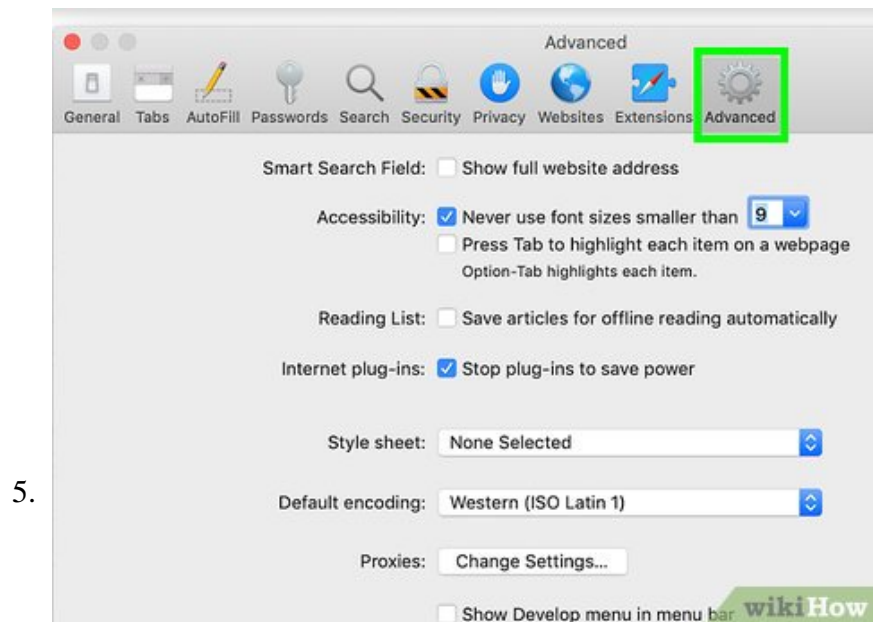 Advanced
General Tabs AutoFill Passwords Search Security Privacy Websites Extensions Advanced
Smart Search Field: Show full website address
Accessibility: Never use font sizes smaller than 9
Press Tab to highlight each item on a webpage
Option-Tab highlights each item.
Reading List: Save articles for offline reading automatically
Internet plug-ins: Stop plug-ins to save power
Style sheet: None Selected
5.
Default encoding: Western (ISO Latin 1)
Proxies: Change Settings...
Show Develop menu in menu bar
wikiHow